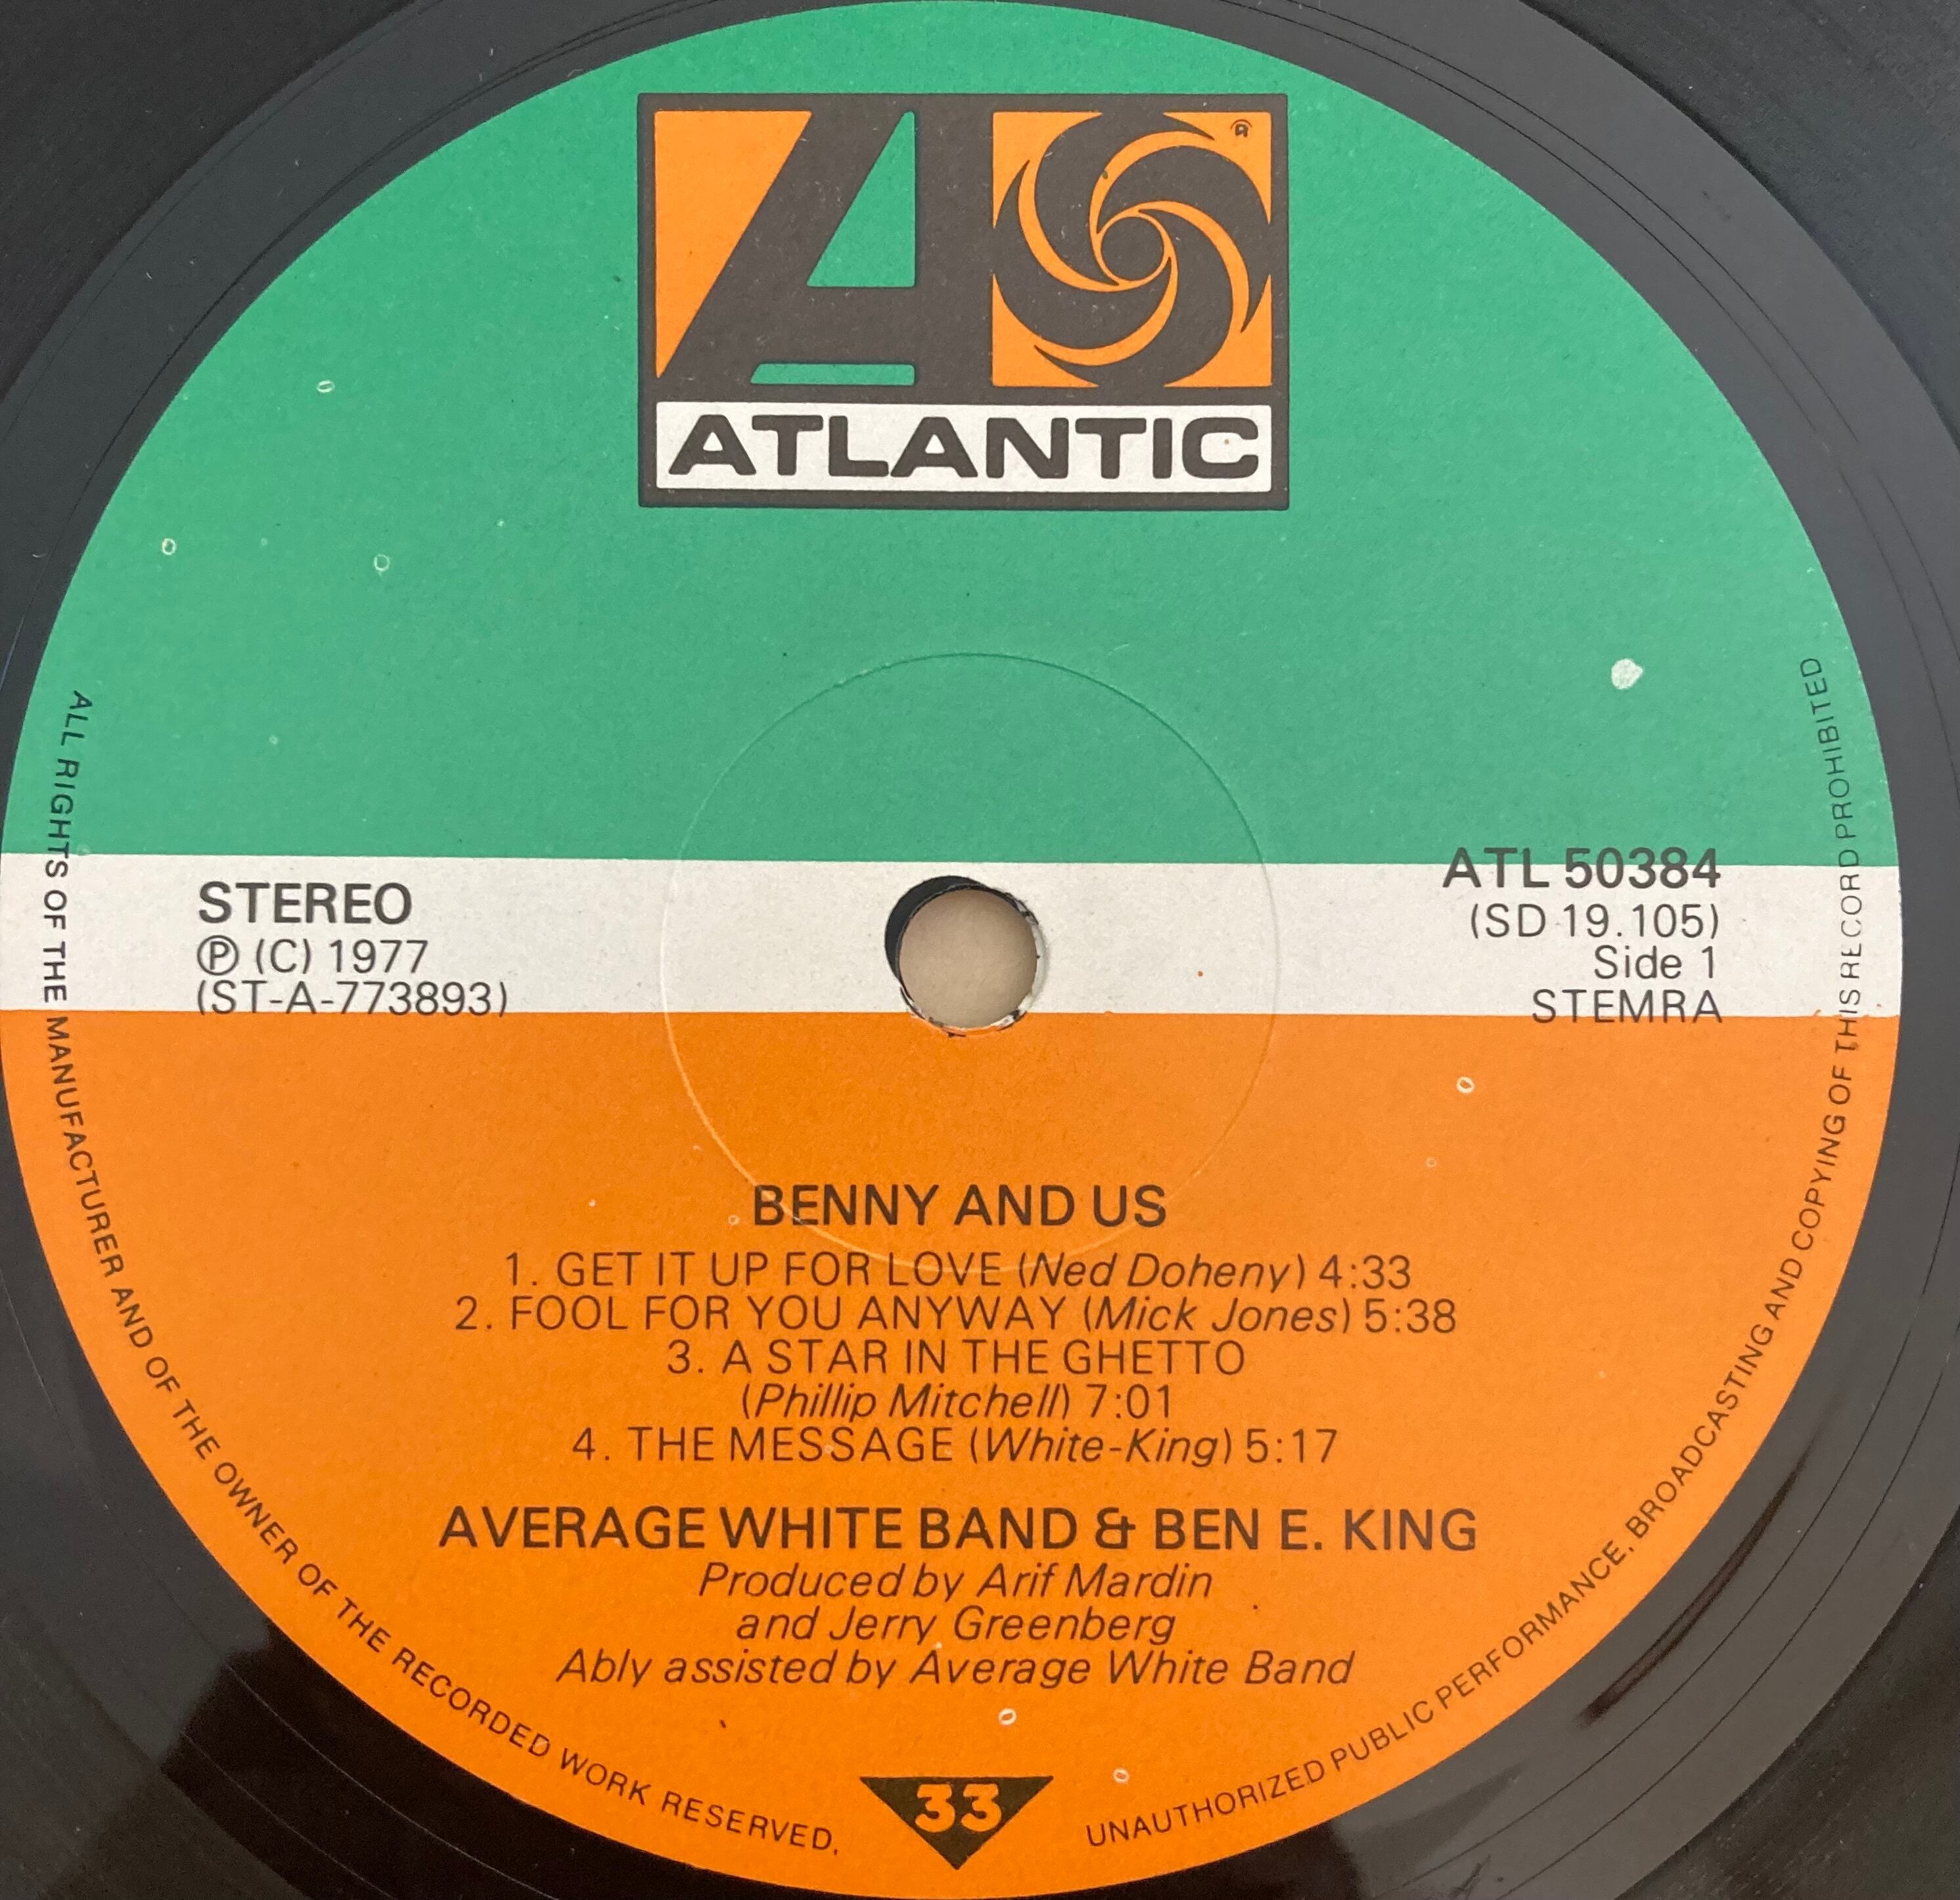 ®
ATLANTIC
STEREO
℗ (C) 1977
(ST-A-773893)
ATL 50384
(SD 19.105)
Side 1
STEMRA
BENNY AND US
1. GET IT UP FOR LOVE (Ned Doheny) 4:33
2. FOOL FOR YOU ANYWAY (Mick Jones) 5:38
3. A STAR IN THE GHETTO
(Phillip Mitchell) 7:01
4. THE MESSAGE (White-King) 5:17
AVERAGE WHITE BAND & BEN E. KING
Produced by Arif Mardin
and Jerry Greenberg
Ably assisted by Average White Band
33
ALL RIGHTS OF THE MANUFACTURER AND OF THE OWNER OF THE RECORDED WORK RESERVED.
UNAUTHORIZED PUBLIC PERFORMANCE, BROADCASTING AND COPYING OF THIS RECORD PROHIBITED